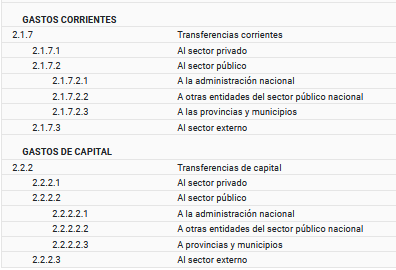 GASTOS CORRIENTES
2.1.7 Transferencias corrientes
2.1.7.1 Al sector privado
2.1.7.2 Al sector público
2.1.7.2.1 A la administración nacional
2.1.7.2.2 A otras entidades del sector público nacional
2.1.7.2.3 A las provincias y municipios
2.1.7.3 Al sector externo
GASTOS DE CAPITAL
2.2.2 Transferencias de capital
2.2.2.1 Al sector privado
2.2.2.2 Al sector público
2.2.2.2.1 A la administración nacional
2.2.2.2.2 A otras entidades del sector público nacional
2.2.2.2.3 A provincias y municipios
2.2.2.3 Al sector externo